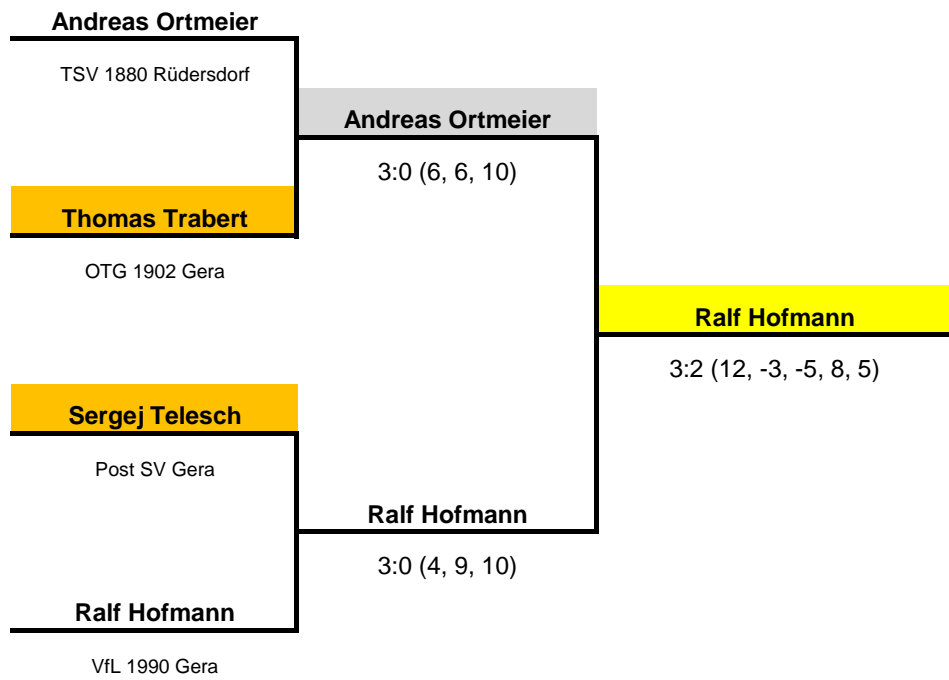 Andreas Ortmeier
TSV 1880 Rüdersdorf
Andreas Ortmeier
3:0 (6, 6, 10)
Thomas Trabert
OTG 1902 Gera
Ralf Hofmann
3:2 (12, -3, -5, 8, 5)
Sergej Telesch
Post SV Gera
Ralf Hofmann
3:0 (4, 9, 10)
Ralf Hofmann
VfL 1990 Gera